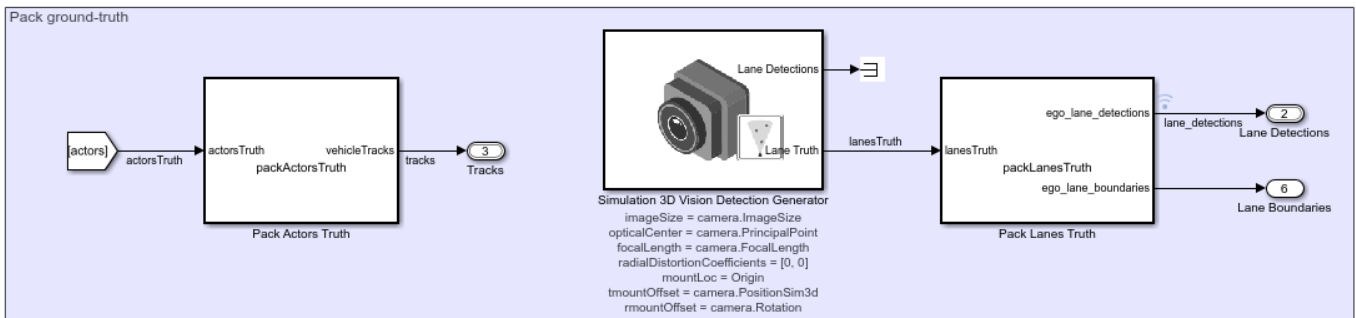 Pack ground-truth
[actors]
actorsTruth
actorsTruth
packActorsTruth
vehicleTracks
Pack Actors Truth
tracks
3
Tracks
Lane Detections
Lane Truth
Simulation 3D Vision Detection Generator
imageSize = camera.ImageSize
opticalCenter = camera.PrincipalPoint
focalLength = camera.FocalLength
radialDistortionCoefficients = [0, 0]
mountLoc = Origin
tmountOffset = camera.PositionSim3d
rmountOffset = camera.Rotation
lanesTruth
lanesTruth
packLanesTruth
ego_lane_detections
ego_lane_boundaries
Pack Lanes Truth
lane_detections
2
Lane Detections
6
Lane Boundaries